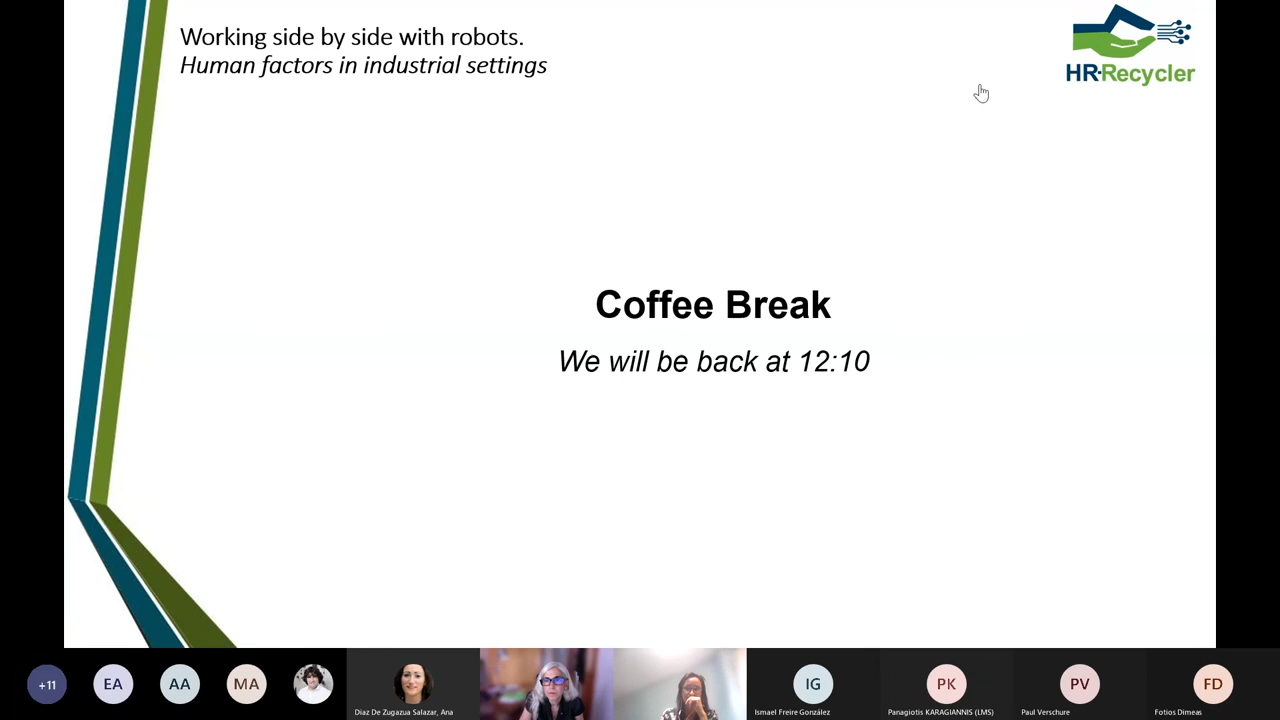 Working side by side with robots.
Human factors in industrial settings
HR-Recycler
Coffee Break
We will be back at 12:10
+11
EA
AA
MA
Diaz De Zugazua Salazar, Ana
IG
Ismael Freire González
PK
Panagiotis KARAGIANNIS (LMS)
PV
Paul Verschure
FD
Fotios Dimeas